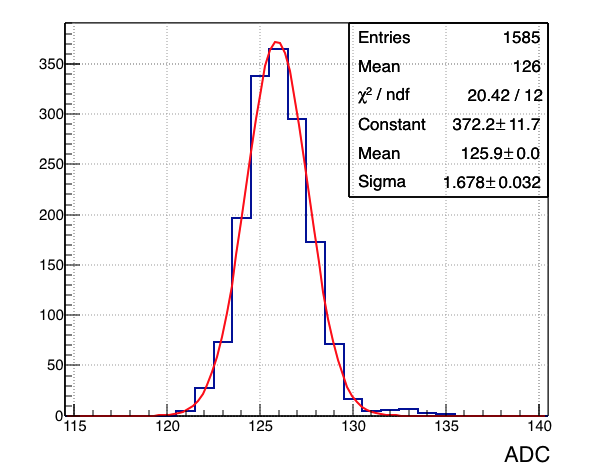 Entries 1585
Mean 126
χ² / ndf 20.42 / 12
Constant 372.2± 11.7
Mean 125.9± 0.0
Sigma 1.678± 0.032
350
300
250
200
150
100
50
0
115 120 125 130 135 140
ADC